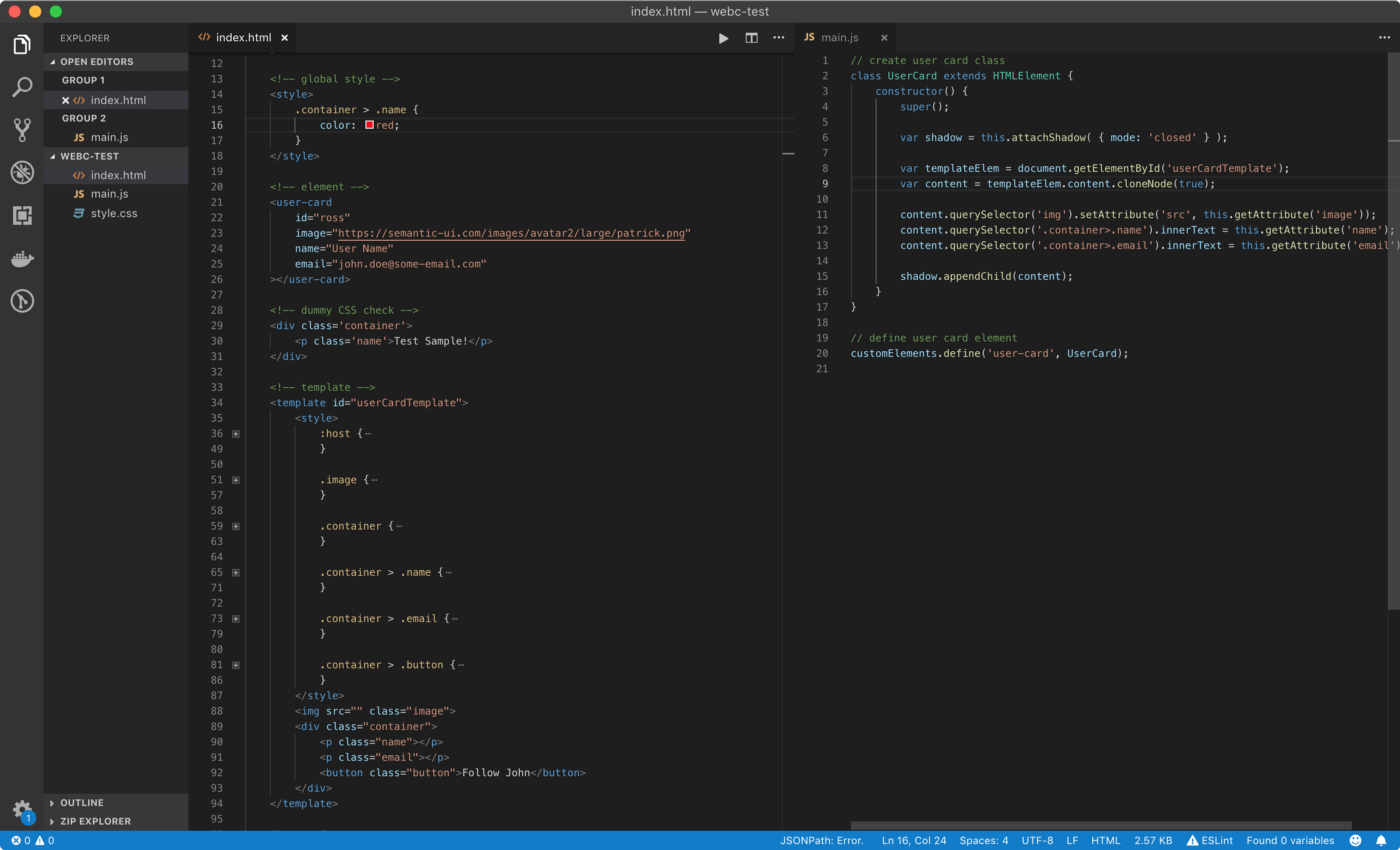 index.html — webc-test
EXPLORER
OPEN EDITORS
GROUP 1
index.html
GROUP 2
JS main.js
WEBC-TEST
index.html
JS main.js
style.css
OUTLINE
ZIP EXPLORER
1
index.html
12
13 <!-- global style -->
14 <style>
15 .container > .name {
16 color: red;
17 }
18 </style>
19
20 <!-- element -->
21 <user-card
22 id="ross"
23 image="https://semantic-ui.com/images/avatar2/large/patrick.png"
24 name="User Name"
25 email="john.doe@some-email.com"
26 ></user-card>
27
28 <!-- dummy CSS check -->
29 <div class='container'>
30 <p class='name'>Test Sample!</p>
31 </div>
32
33 <!-- template -->
34 <template id="userCardTemplate">
35 <style>
36 :host {⋯
49 }
50
51 .image {⋯
57 }
58
59 .container {⋯
63 }
64
65 .container > .name {⋯
71 }
72
73 .container > .email {⋯
79 }
80
81 .container > .button {⋯
86 }
87 </style>
88 <img src="" class="image">
89 <div class="container">
90 <p class="name"></p>
91 <p class="email"></p>
92 <button class="button">Follow John</button>
93 </div>
94 </template>
95
JS main.js
1 // create user card class
2 class UserCard extends HTMLElement {
3 constructor() {
4 super();
5
6 var shadow = this.attachShadow( { mode: 'closed' } );
7
8 var templateElem = document.getElementById('userCardTemplate');
9 var content = templateElem.content.cloneNode(true);
10
11 content.querySelector('img').setAttribute('src', this.getAttribute('image'));
12 content.querySelector('.container>.name').innerText = this.getAttribute('name');
13 content.querySelector('.container>.email').innerText = this.getAttribute('email')
14
15 shadow.appendChild(content);
16 }
17 }
18
19 // define user card element
20 customElements.define('user-card', UserCard);
21
0 0 JSONPath: Error. Ln 16, Col 24 Spaces: 4 UTF-8 LF HTML 2.57 KB ESLint Found 0 variables